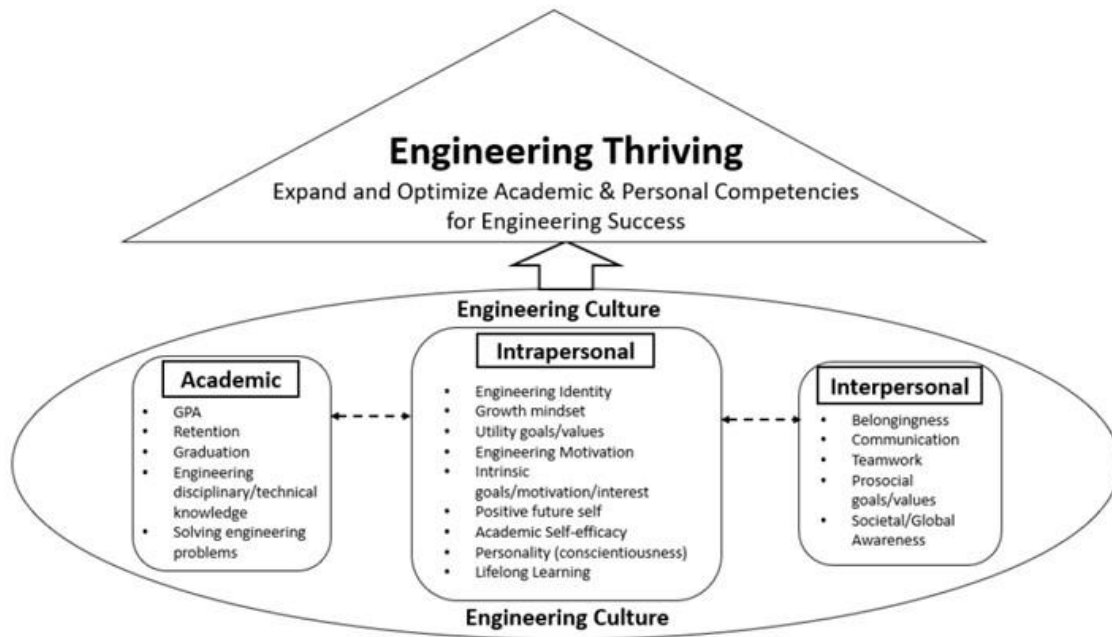 Engineering Thriving
Expand and Optimize Academic & Personal Competencies
for Engineering Success
Engineering Culture
Academic
• GPA
• Retention
• Graduation
• Engineering
disciplinary/technical
knowledge
• Solving engineering
problems
Intrapersonal
• Engineering Identity
• Growth mindset
• Utility goals/values
• Engineering Motivation
• Intrinsic
goals/motivation/interest
• Positive future self
• Academic Self-efficacy
• Personality (conscientiousness)
• Lifelong Learning
Interpersonal
• Belongingness
• Communication
• Teamwork
• Prosocial
goals/values
• Societal/Global
Awareness
Engineering Culture